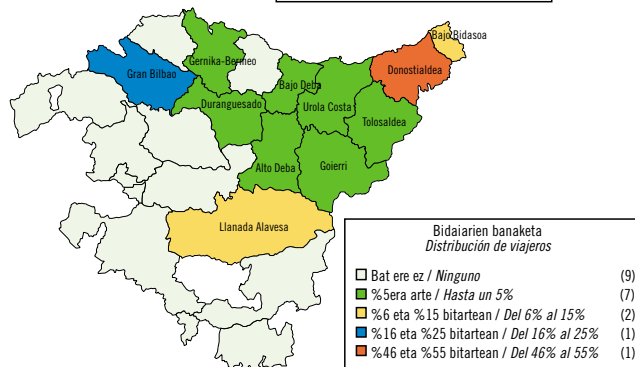 Bajo Bidasoa
Gernika-Bermeo
Gran Bilbao
Bajo Deba
Donostialdea
Duranguesado
Urola Costa
Tolosaldea
Alto Deba
Goierri
Llanada Alavesa
Bidaiarien banaketa
Distribución de viajeros
Bat ere ez / Ninguno (9)
%5era arte / Hasta un 5% (7)
%6 eta %15 bitartean / Del 6% al 15% (2)
%16 eta %25 bitartean / Del 16% al 25% (1)
%46 eta %55 bitartean / Del 46% al 55% (1)